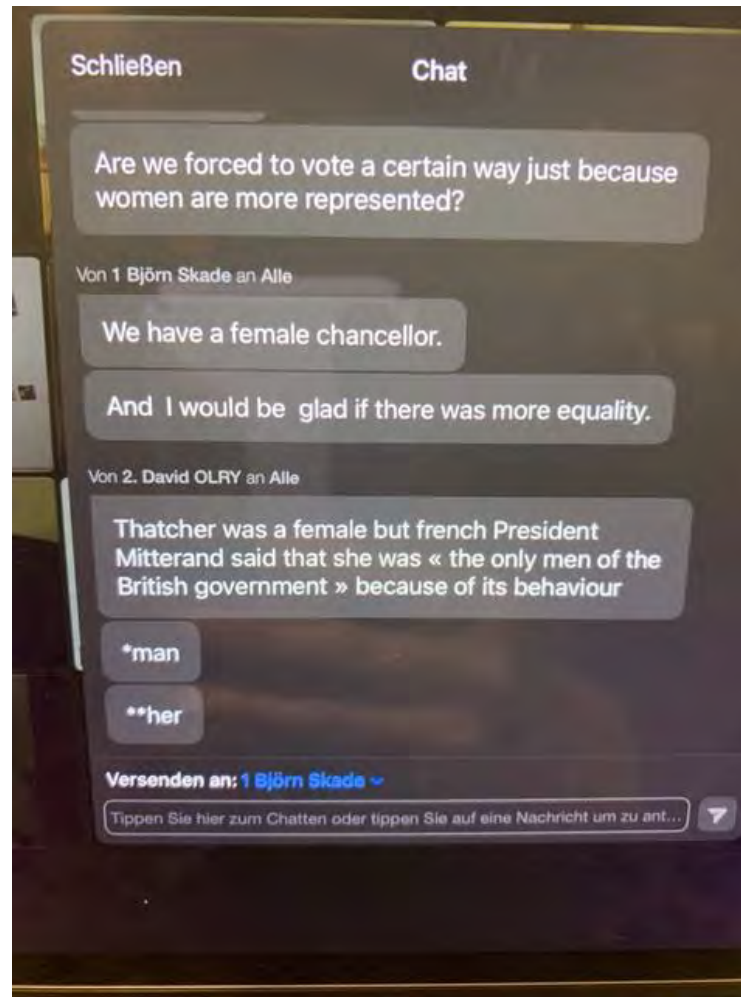 Schließen
Chat
Are we forced to vote a certain way just because
women are more represented?
Von 1 Björn Skade an Alle
We have a female chancellor.
And I would be glad if there was more equality.
Von 2. David OLRY an Alle
Thatcher was a female but french President
Mitterand said that she was « the only men of the
British government » because of its behaviour
*man
**her
Versenden an: 1 Björn Skade
Tippen Sie hier zum Chatten oder tippen Sie auf eine Nachricht um zu ant...